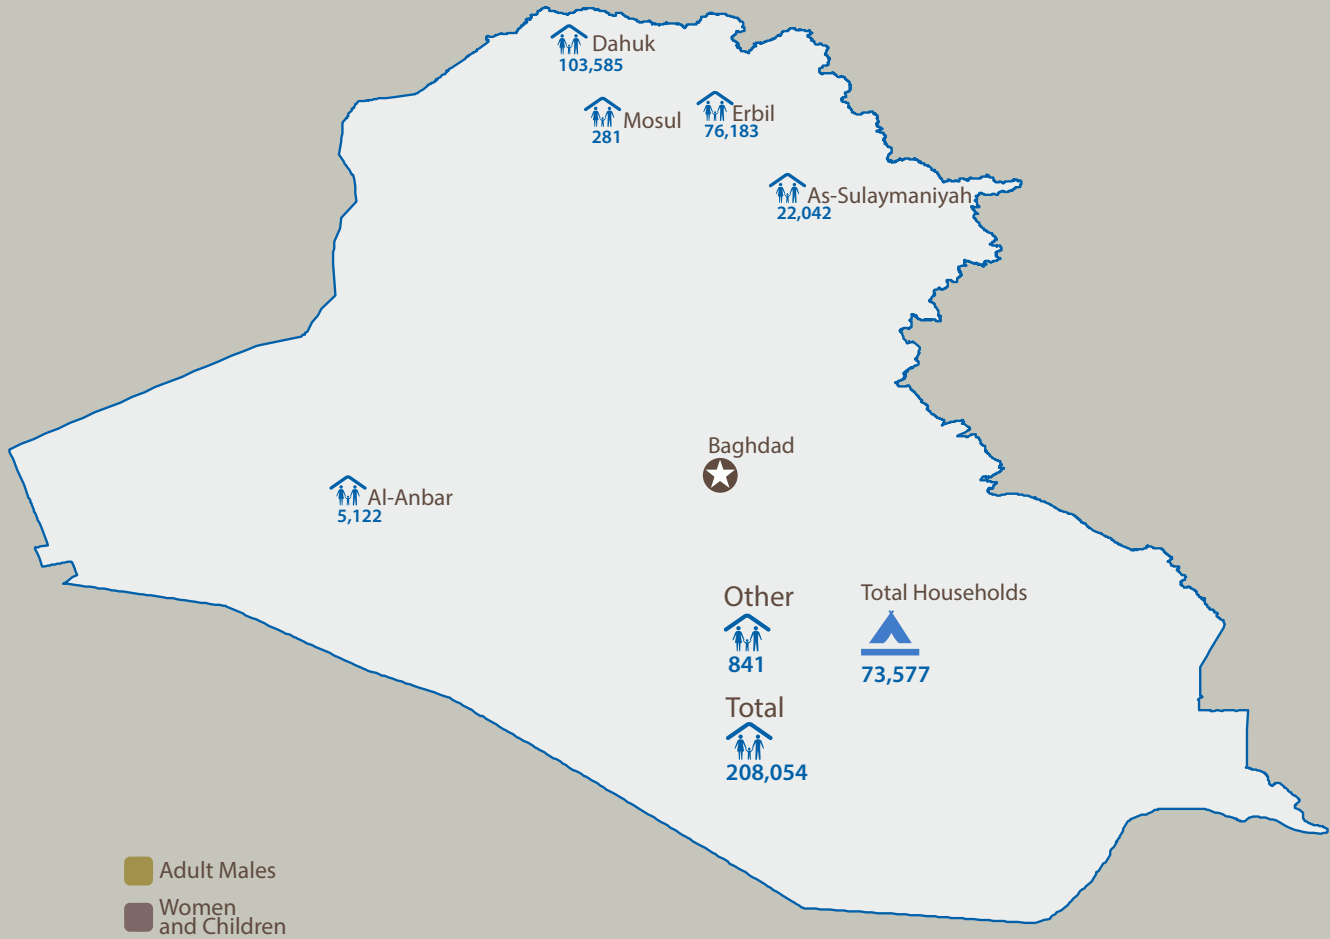 Dahuk
103,585
Mosul
281
Erbil
76,183
As-Sulaymaniyah
22,042
Baghdad
Al-Anbar
5,122
Other
841
Total Households
73,577
Total
208,054
Adult Males
Women
and Children